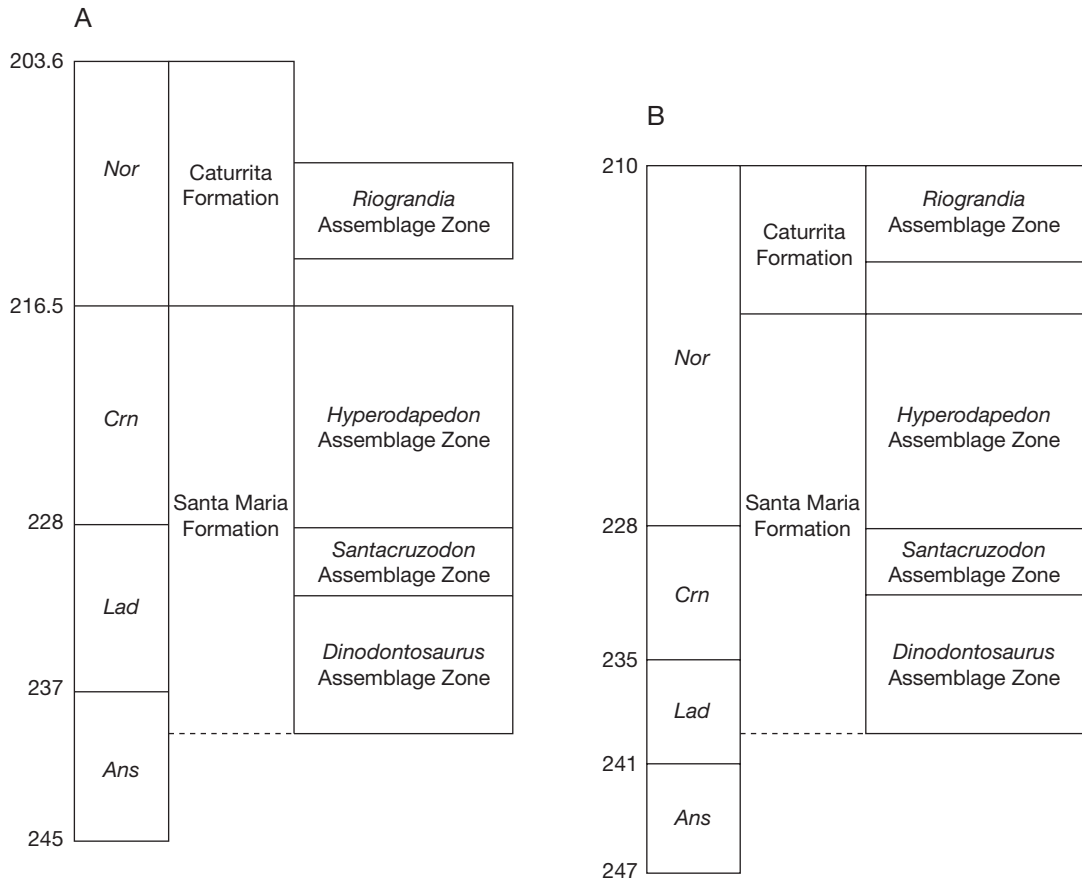 A
203.6
Nor
Caturrita
Formation
Riograndia
Assemblage Zone
216.5
Crn
Hyperodapedon
Assemblage Zone
Santa Maria
Formation
228
Santacruzodon
Assemblage Zone
Lad
Dinodontosaurus
Assemblage Zone
237
Ans
245
B
210
Riograndia
Assemblage Zone
Caturrita
Formation
Nor
Hyperodapedon
Assemblage Zone
Santa Maria
Formation
228
Santacruzodon
Assemblage Zone
Crn
235
Dinodontosaurus
Assemblage Zone
Lad
241
Ans
247